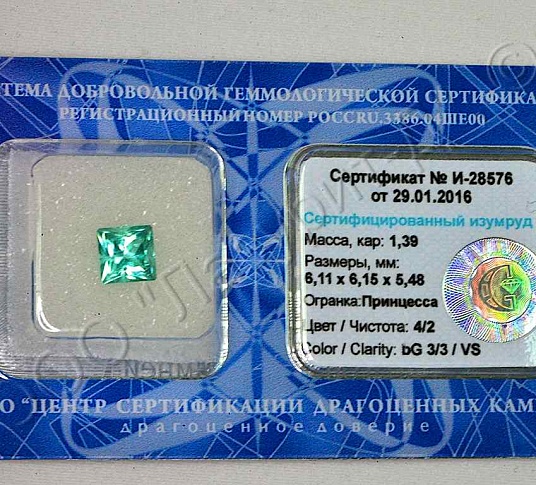 ТЕМА ДОБРОВОЛЬНОЙ ГЕММОЛОГИЧЕСКОЙ СЕРТИФИКА
РЕГИСТРАЦИОННЫЙ НОМЕР РОСС RU.З386.04ШЕ00
Сертификат № И-28576
от 29.01.2016
Сертифицированный изумруд
Масса, кар: 1,39
Размеры, мм:
6,11 x 6,15 x 5,48
Огранка: Принцесса
Цвет / Чистота: 4/2
Color / Clarity: bG 3/3 / VS
О "ЦЕНТР СЕРТИФИКАЦИИ ДРАГОЦЕННЫХ КАМ
драгоценное доверие